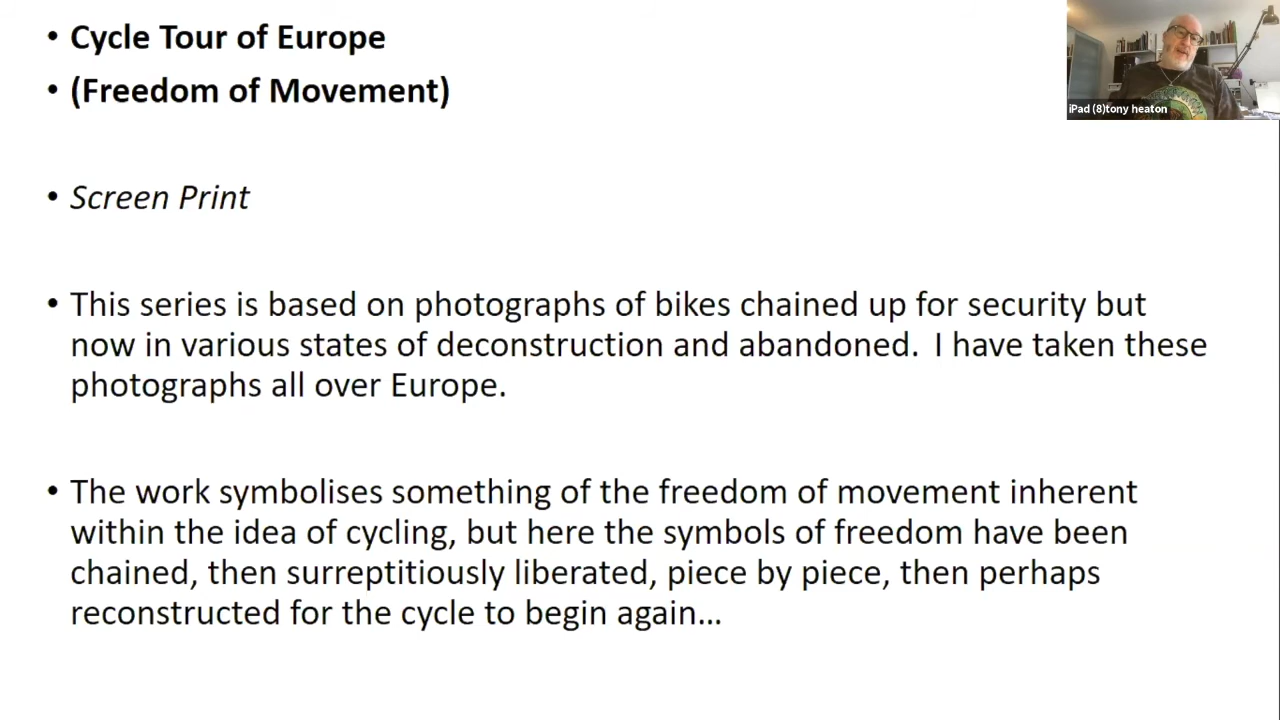 • Cycle Tour of Europe
• (Freedom of Movement)
• Screen Print
• This series is based on photographs of bikes chained up for security but
now in various states of deconstruction and abandoned.  I have taken these
photographs all over Europe.
• The work symbolises something of the freedom of movement inherent
within the idea of cycling, but here the symbols of freedom have been
chained, then surreptitiously liberated, piece by piece, then perhaps
reconstructed for the cycle to begin again...
iPad (8)tony heaton